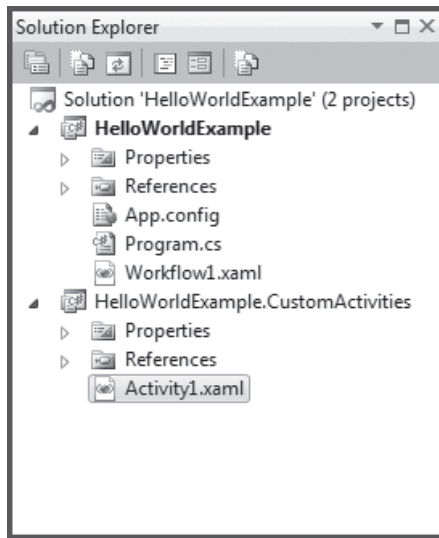 Solution Explorer
Solution 'HelloWorldExample' (2 projects)
HelloWorldExample
Properties
References
App.config
Program.cs
Workflow1.xaml
HelloWorldExample.CustomActivities
Properties
References
Activity1.xaml